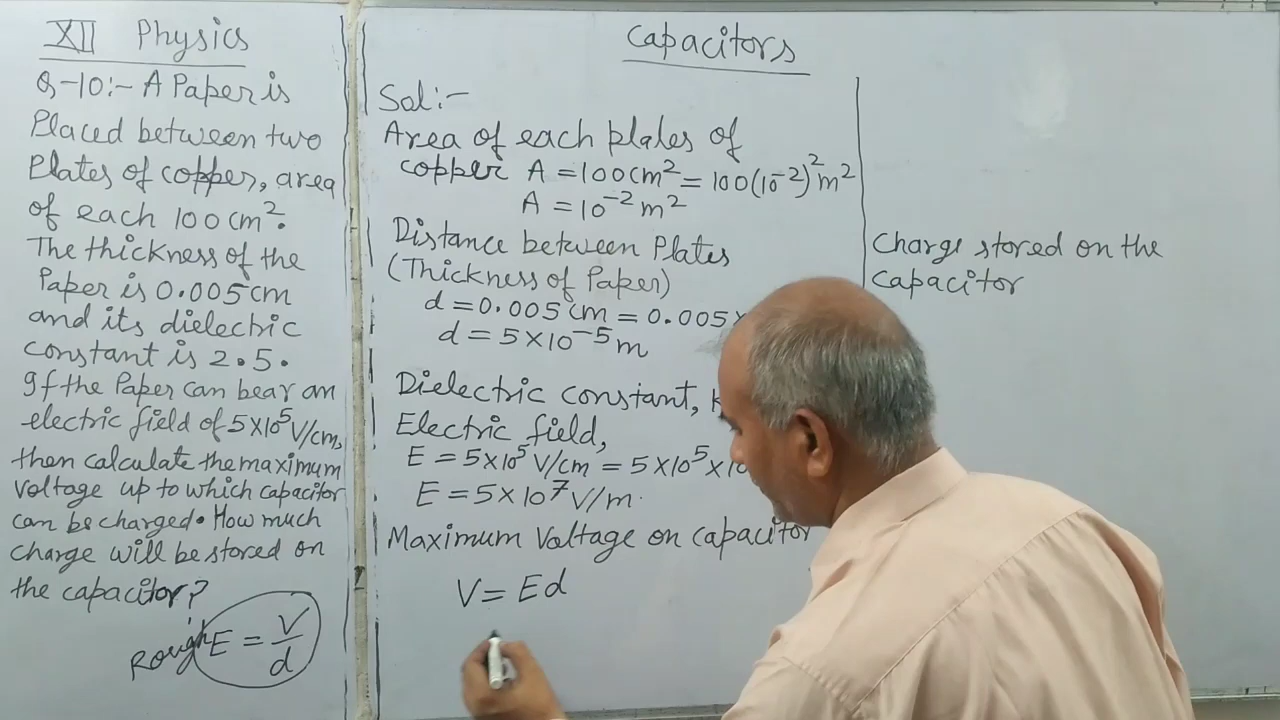 XII Physics
Q-10:- A Paper is
Placed between two
Plates of copper, area
of each 100 cm².
The thickness of the
Paper is 0.005 cm
and its dielectric
constant is 2.5.
If the Paper can bear an
electric field of 5×10⁵ V/cm,
then calculate the maximum
voltage up to which capacitor
can be charged. How much
charge will be stored on
the capacitor?
Rough E = V/d
Capacitors
Sol:-
Area of each plates of
copper A = 100 cm² = 100(10⁻²)² m²
A = 10⁻² m²
Distance between Plates
(Thickness of Paper)
d = 0.005 cm = 0.005
d = 5×10⁻⁵ m
Dielectric constant,
Electric field,
E = 5×10⁵ V/cm = 5×10⁵×10
E = 5×10⁷ V/m.
Maximum Voltage on capacitor
V = Ed
Charge stored on the
capacitor